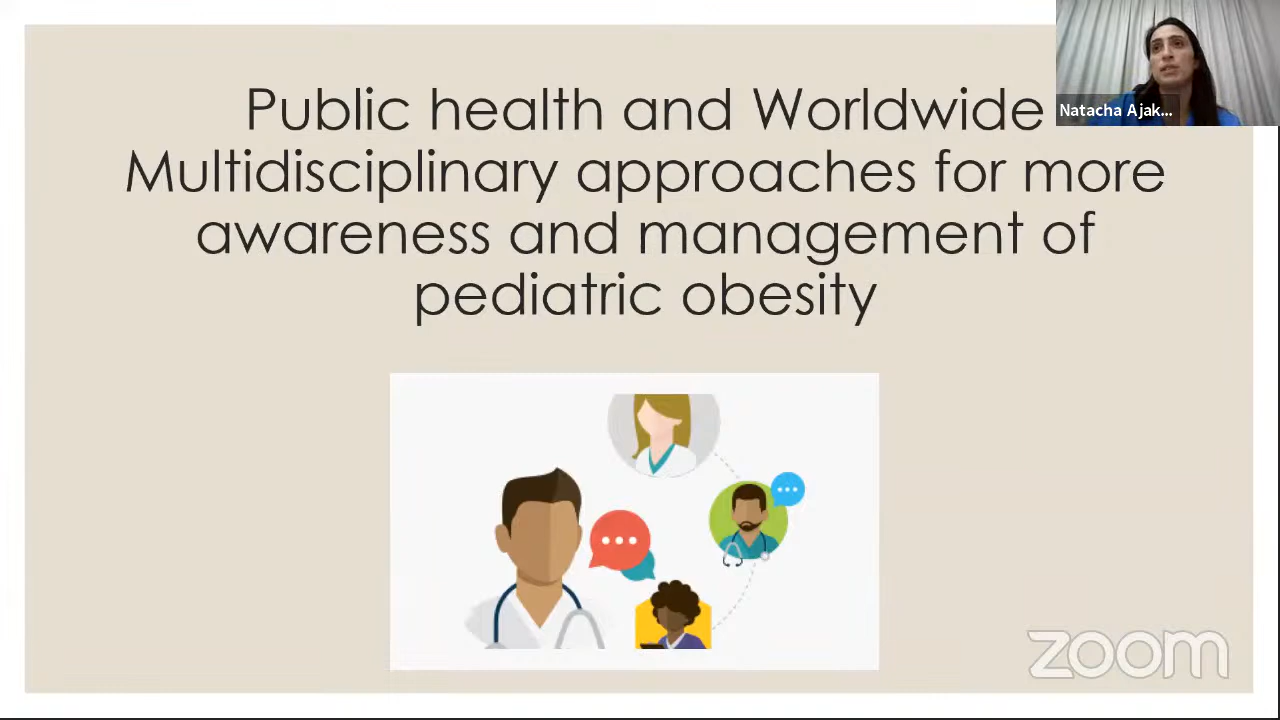 Public health and Worldwide
Multidisciplinary approaches for more
awareness and management of
pediatric obesity
Natacha Ajak...
zoom